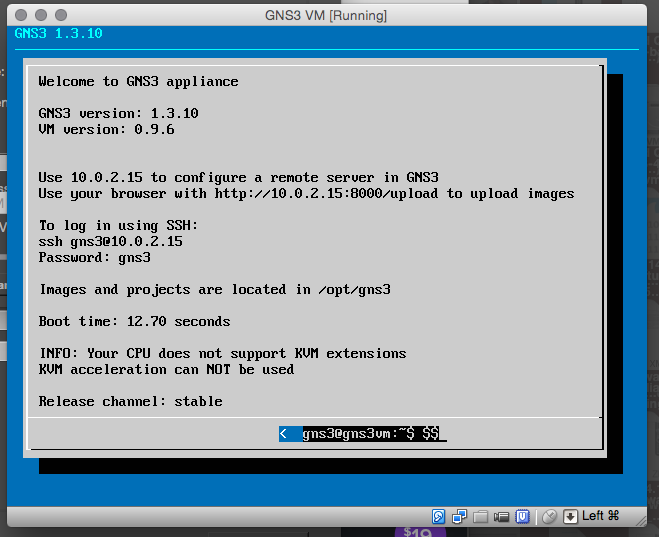 GNS3 VM [Running]
GNS3 1.3.10
Welcome to GNS3 appliance
GNS3 version: 1.3.10
VM version: 0.9.6
Use 10.0.2.15 to configure a remote server in GNS3
Use your browser with http://10.0.2.15:8000/upload to upload images
To log in using SSH:
ssh gns3@10.0.2.15
Password: gns3
Images and projects are located in /opt/gns3
Boot time: 12.70 seconds
INFO: Your CPU does not support KVM extensions
KVM acceleration can NOT be used
Release channel: stable
< gns3@gns3vm:~$ $$_
Left ⌘
$19